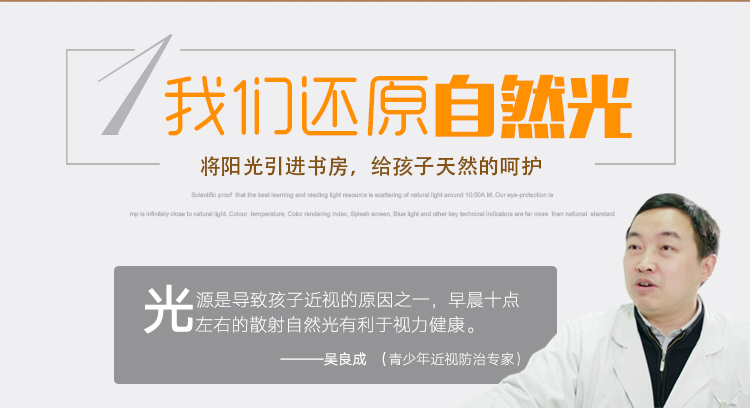 1
我们还原自然光
将阳光引进书房，给孩子天然的呵护
Scientific proof that the best learning and reading light resource is scattering of natural light around 10:00A.M..Our eye-protection la
mp is infinitely close to natural light. Colour temperature, Color rendering index, Splash screen, Blue light and other key technical indicators are far more than national standard
光源是导致孩子近视的原因之一，早晨十点
左右的散射自然光有利于视力健康。
———吴良成 （青少年近视防治专家）